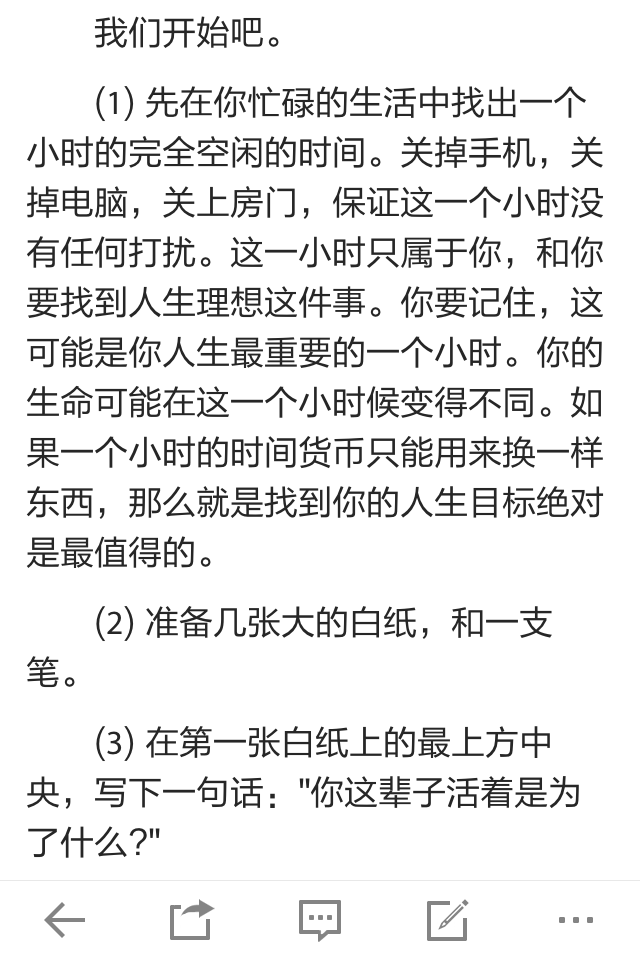 我们开始吧。
(1) 先在你忙碌的生活中找出一个
小时的完全空闲的时间。关掉手机，关
掉电脑，关上房门，保证这一个小时没
有任何打扰。这一小时只属于你，和你
要找到人生理想这件事。你要记住，这
可能是你人生最重要的一个小时。你的
生命可能在这一个小时候变得不同。如
果一个小时的时间货币只能用来换一样
东西，那么就是找到你的人生目标绝对
是最值得的。
(2) 准备几张大的白纸，和一支
笔。
(3) 在第一张白纸上的最上方中
央，写下一句话："你这辈子活着是为
了什么?"